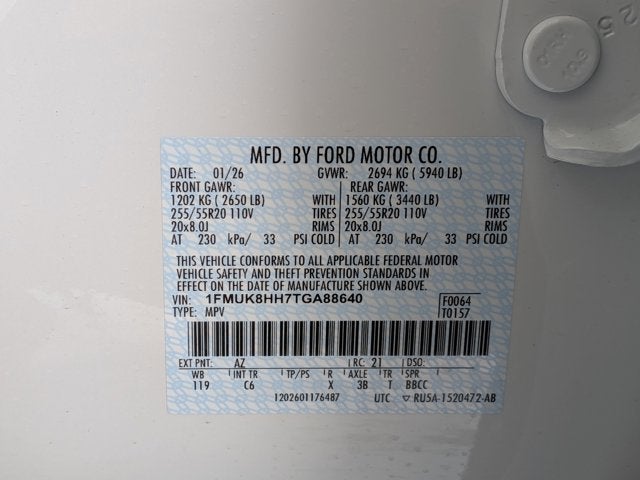 25
10.9
MFD. BY FORD MOTOR CO.
DATE: 01/26 GVWR: 2694 KG ( 5940 LB)
FRONT GAWR: REAR GAWR:
1202 KG ( 2650 LB) WITH 1560 KG ( 3440 LB) WITH
255/55R20 110V TIRES 255/55R20 110V TIRES
20x8.0J RIMS 20x8.0J RIMS
AT 230 kPa/ 33 PSI COLD AT 230 kPa/ 33 PSI COLD
THIS VEHICLE CONFORMS TO ALL APPLICABLE FEDERAL MOTOR
VEHICLE SAFETY AND THEFT PREVENTION STANDARDS IN
EFFECT ON THE DATE OF MANUFACTURE SHOWN ABOVE.
VIN: 1FMUK8HH7TGA88640 F0064
TYPE: MPV T0157
EXT PNT: AZ RC: 21 DSO:
WB INT TR TP/PS R AXLE TR SPR
119 C6 X 3B T BBCC
1202601176487 UTC RU5A-1520472-AB